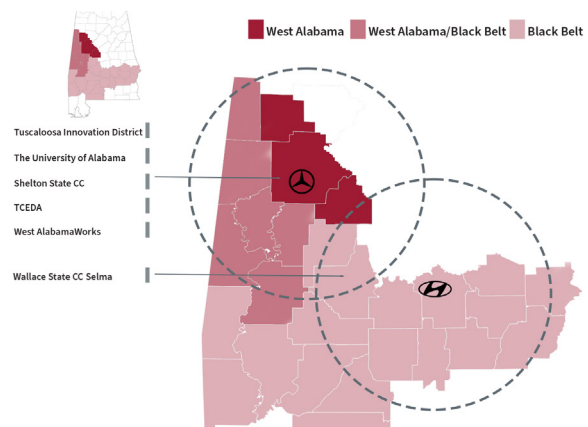 West Alabama
West Alabama/Black Belt
Black Belt
Tuscaloosa Innovation District
The University of Alabama
Shelton State CC
TCEDA
West AlabamaWorks
Wallace State CC Selma